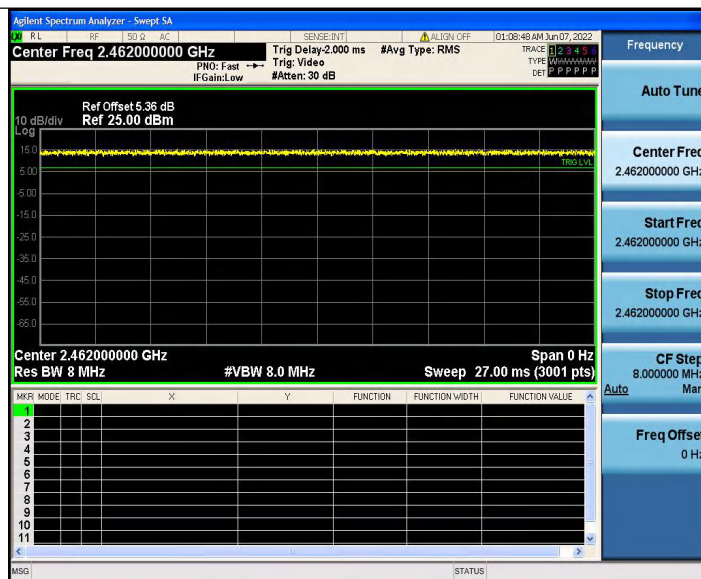 Agilent Spectrum Analyzer - Swept SA
RL RF 50 Ω AC SENSE:INT ALIGN OFF 01:08:48 AM Jun 07, 2022
Center Freq 2.462000000 GHz
PNO: Fast
IFGain:Low
Trig Delay-2.000 ms
Trig: Video
#Atten: 30 dB
#Avg Type: RMS
TRACE 1 2 3 4 5 6
TYPE
DET P P P P P P
Ref Offset 5.36 dB
10 dB/div Ref 25.00 dBm
Log
15.0
TRIG LVL
5.00
-5.00
-15.0
-25.0
-35.0
-45.0
-55.0
-65.0
Center 2.462000000 GHz Span 0 Hz
Res BW 8 MHz #VBW 8.0 MHz Sweep 27.00 ms (3001 pts)
MKR MODE TRC SCL X Y FUNCTION FUNCTION WIDTH FUNCTION VALUE
1
2
3
4
5
6
7
8
9
10
11
MSG STATUS
Frequency
Auto Tune
Center Freq
2.462000000 GHz
Start Freq
2.462000000 GHz
Stop Freq
2.462000000 GHz
CF Step
8.000000 MHz
Auto Man
Freq Offset
0 Hz